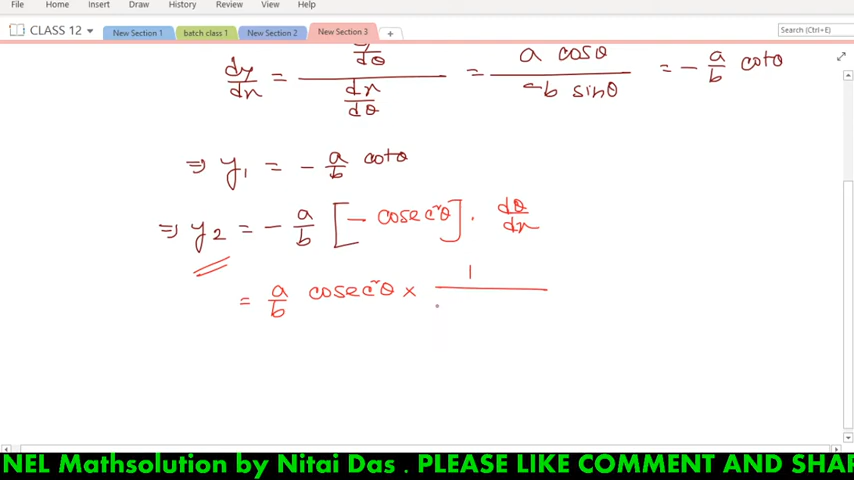 File Home Insert Draw History Review View Help
CLASS 12 New Section 1 batch class 1 New Section 2 New Section 3 + Search (Ctrl+E)
dy/dx = (y/dθ)/(dx/dθ) = (a cosθ)/(-b sinθ) = - a/b cotθ
⇒ y₁ = - a/b cotθ
⇒ y₂ = - a/b [- cosec²θ] . dθ/dx
= a/b cosec²θ × 1/
NEL Mathsolution by Nitai Das . PLEASE LIKE COMMENT AND SHAR